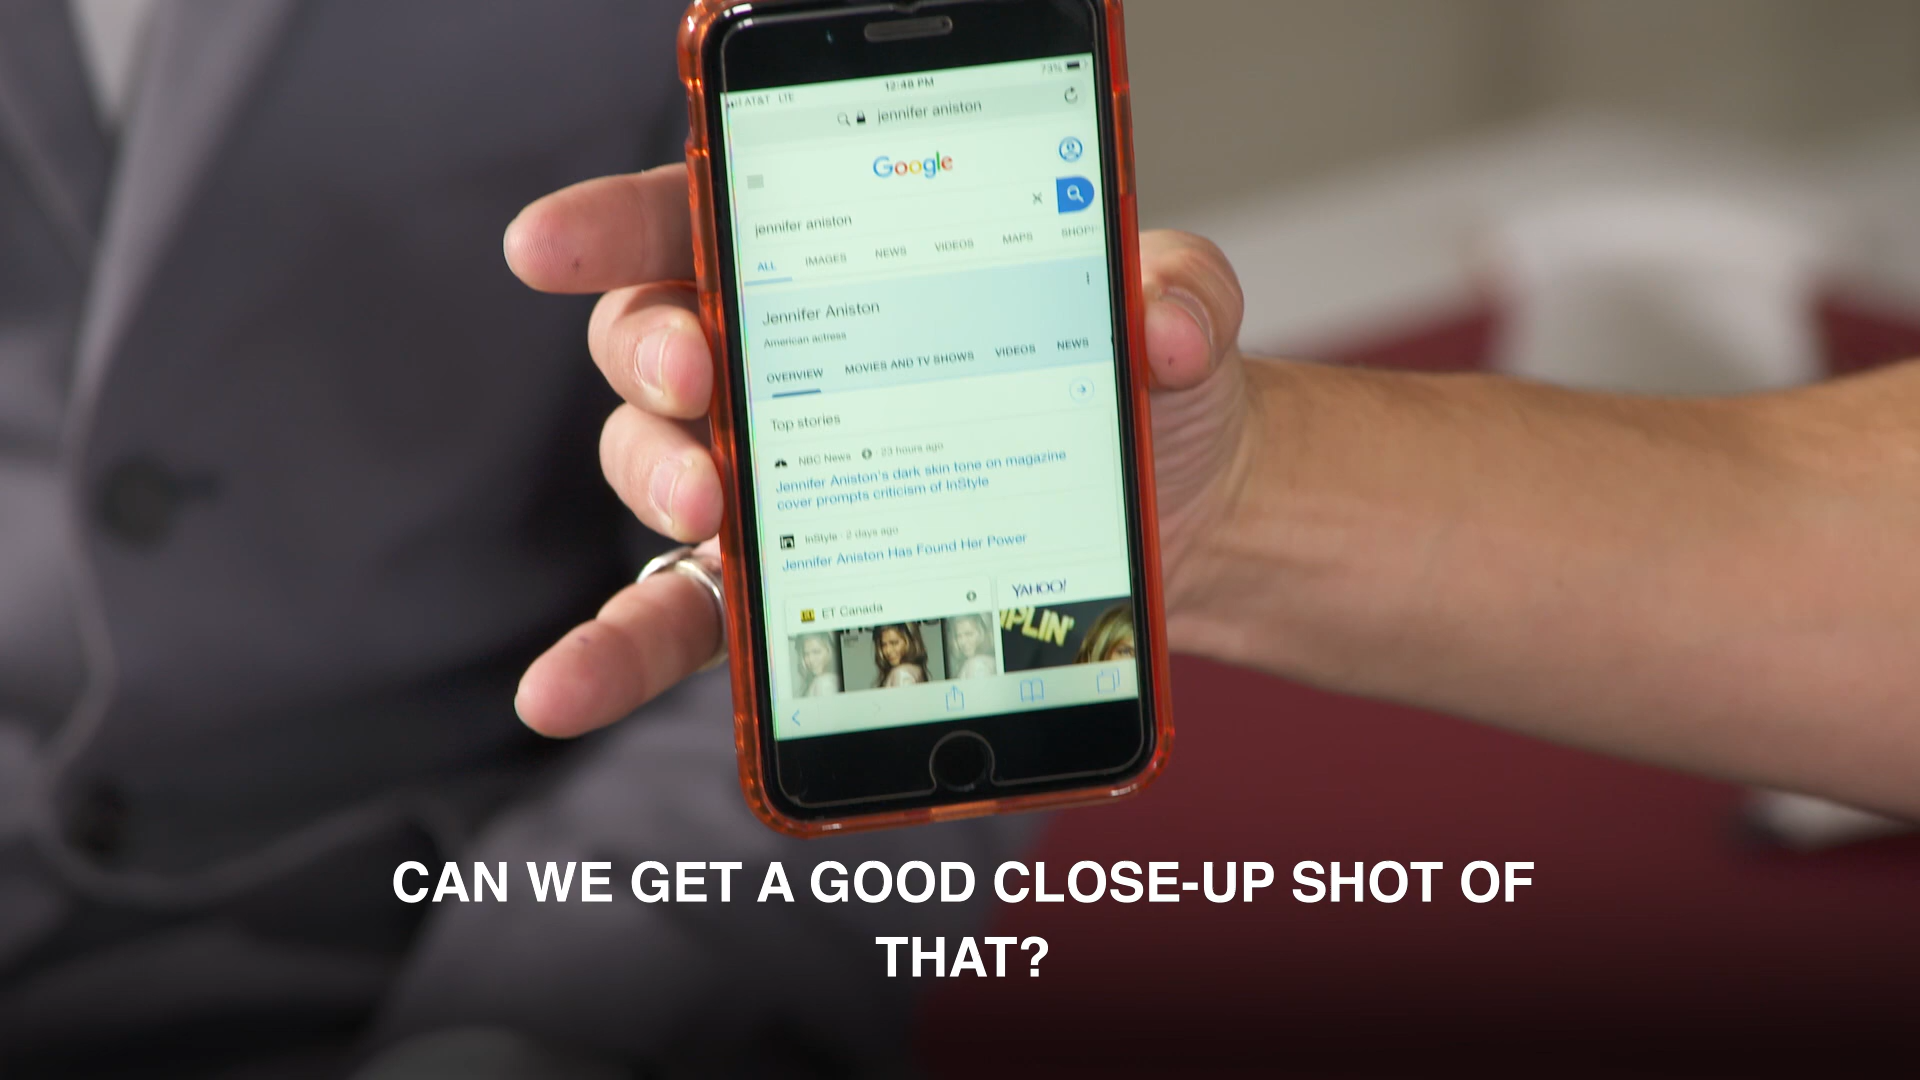 AT&T LTE 12:48 PM 73%
jennifer aniston
Google
jennifer aniston
ALL IMAGES NEWS VIDEOS MAPS SHOPP
Jennifer Aniston
American actress
OVERVIEW MOVIES AND TV SHOWS VIDEOS NEWS
Top stories
NBC News · 23 hours ago
Jennifer Aniston's dark skin tone on magazine
cover prompts criticism of InStyle
InStyle · 2 days ago
Jennifer Aniston Has Found Her Power
ET Canada
YAHOO!
PLIN'
CAN WE GET A GOOD CLOSE-UP SHOT OF
THAT?